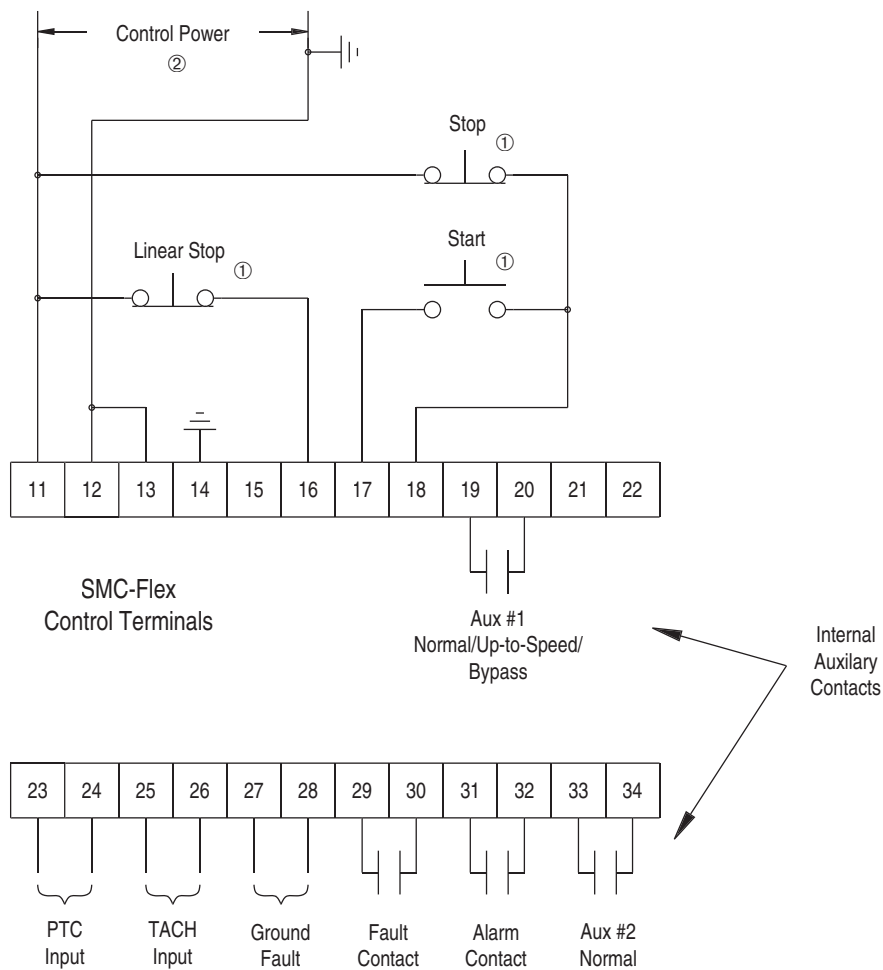 Control Power
②
Stop
①
Start
①
Linear Stop
①
11 12 13 14 15 16 17 18 19 20 21 22
SMC-Flex
Control Terminals
Aux #1
Normal/Up-to-Speed/
Bypass
Internal
Auxilary
Contacts
23 24 25 26 27 28 29 30 31 32 33 34
PTC
Input
TACH
Input
Ground
Fault
Fault
Contact
Alarm
Contact
Aux #2
Normal